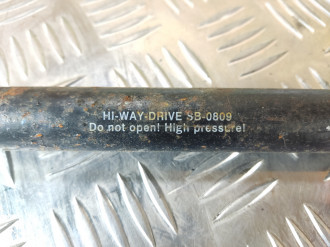 HI-WAY-DRIVE SB-0809
Do not open! High pressure!